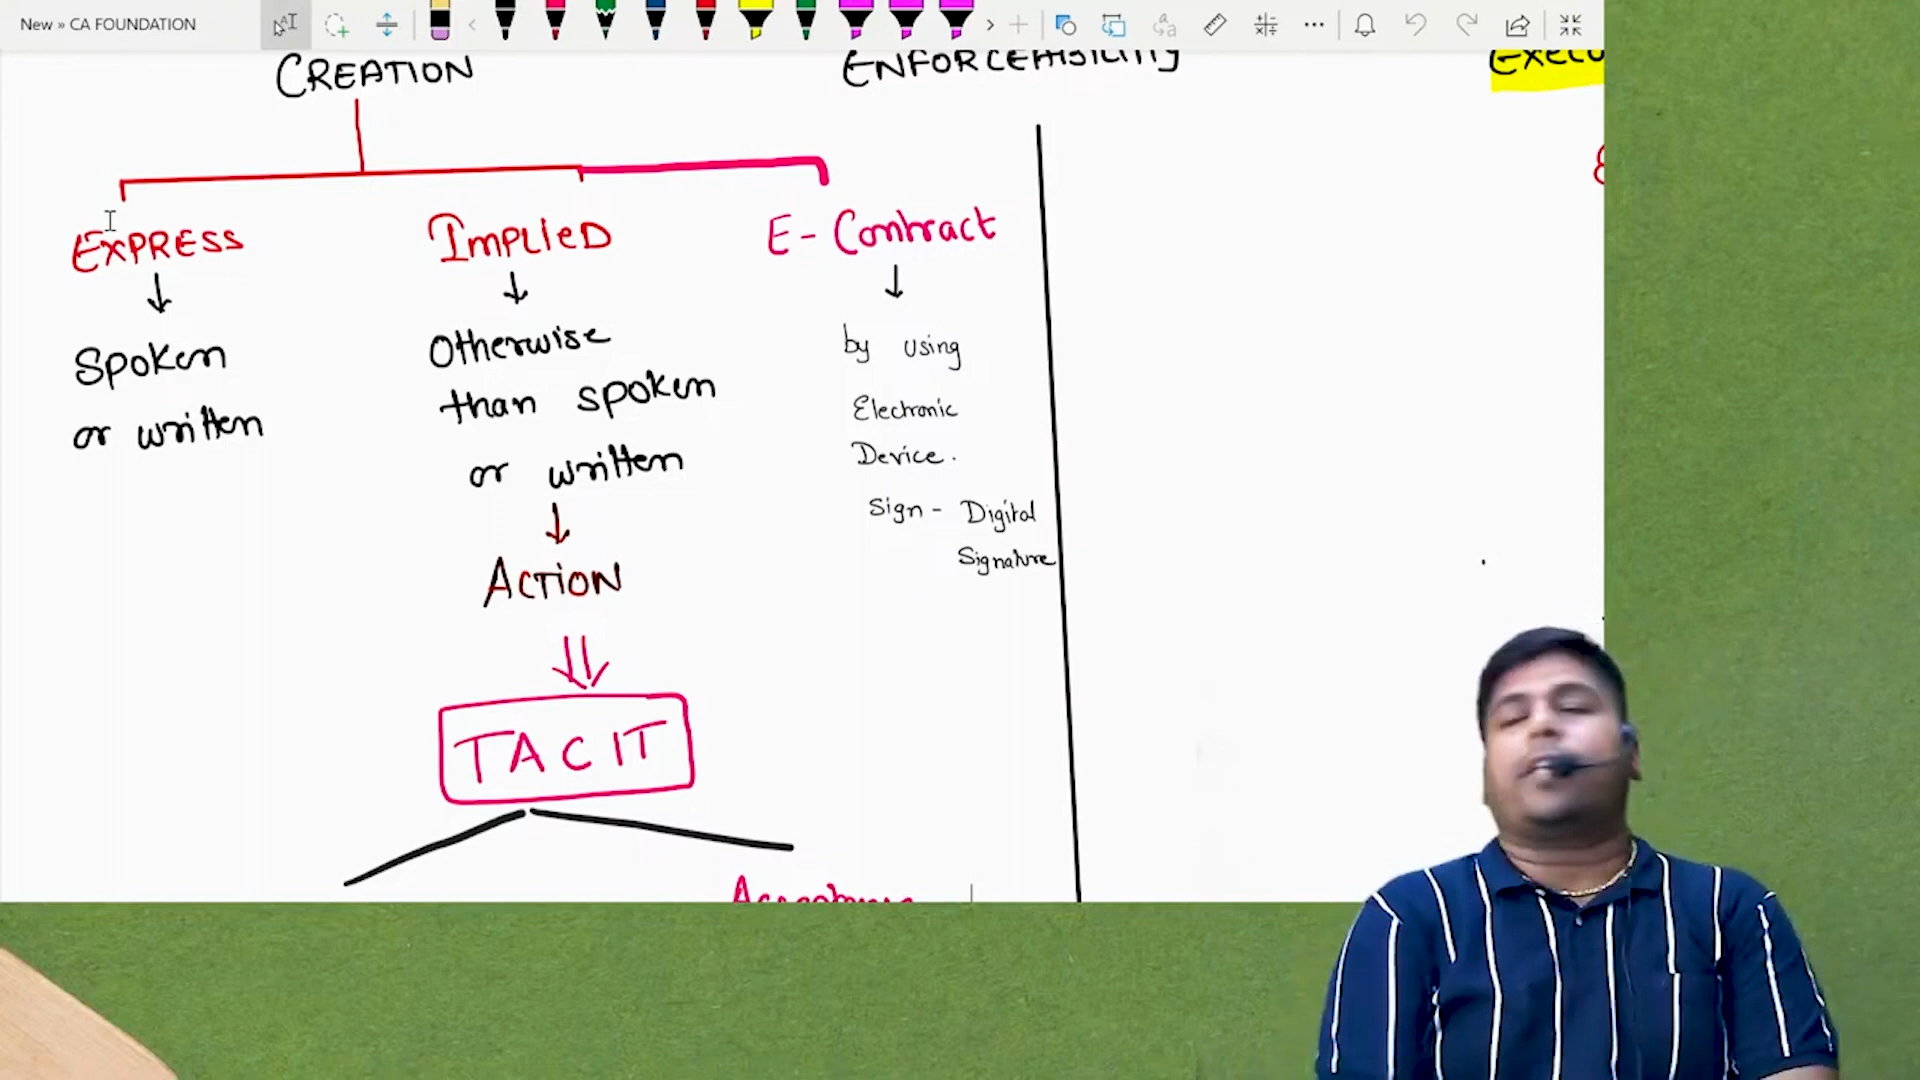 New » CA FOUNDATION
CREATION
ENFORCEABILITY
EXPRESS
IMPLIED
E - Contract
Spoken
or written
Otherwise
than spoken
or written
ACTION
TACIT
by using
Electronic
Device.
Sign - Digital
Signature
Acceptance